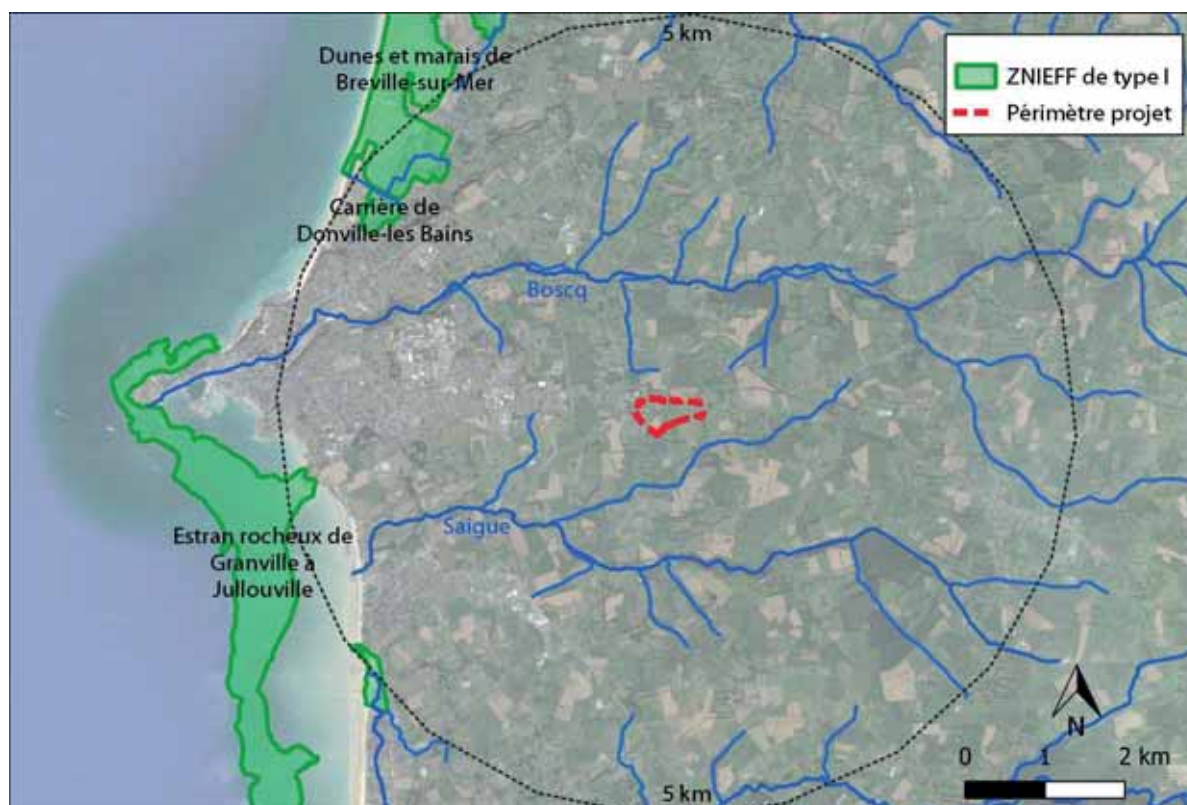 5 km
Dunes et marais de
Breville-sur-Mer
ZNIEFF de type I
Périmètre projet
Carrière de
Donville-les Bains
Boscq
Saigue
Estran rocheux de
Granville à
Jullouville
N
0 1 2 km
5 km